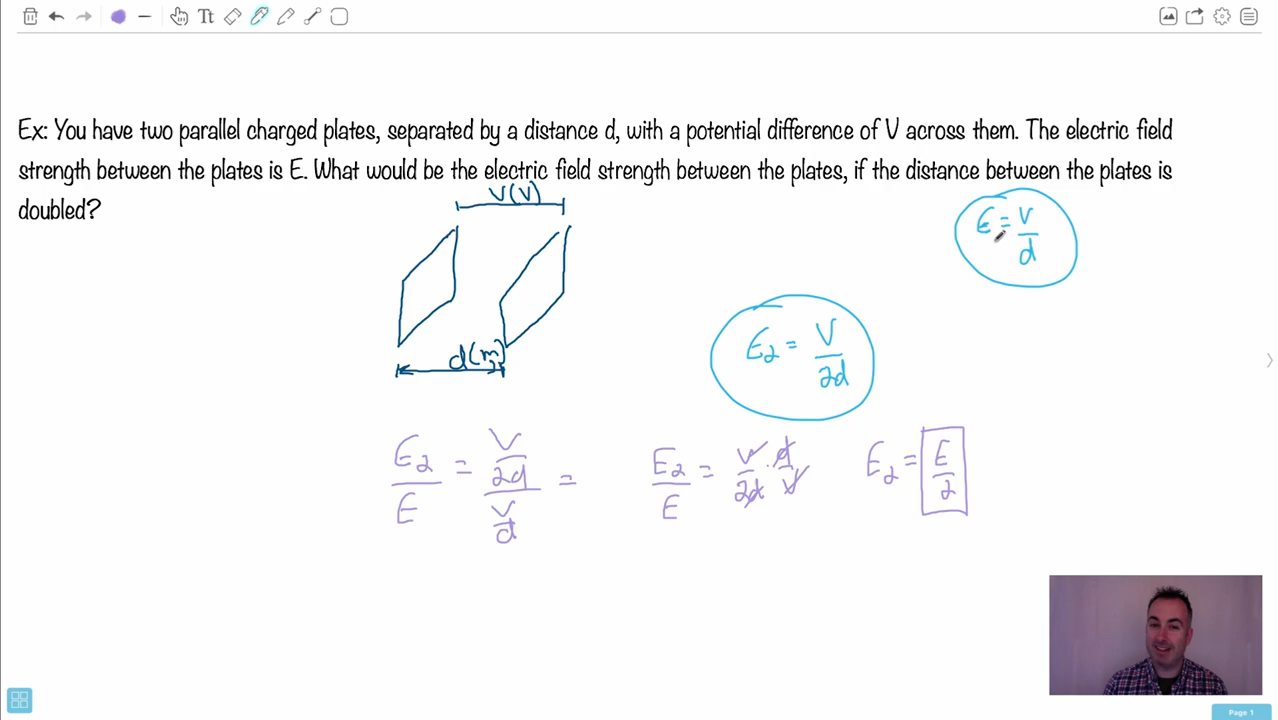 Tt
Ex: You have two parallel charged plates, separated by a distance d, with a potential difference of V across them. The electric field
strength between the plates is E. What would be the electric field strength between the plates, if the distance between the plates is
doubled?
V(V)
E = V/d
E2 = V/2d
d(m)
E2/E = (V/2d)/(V/d) =
E2/E = V/2d · d/V
E2 = E/2
Page 1